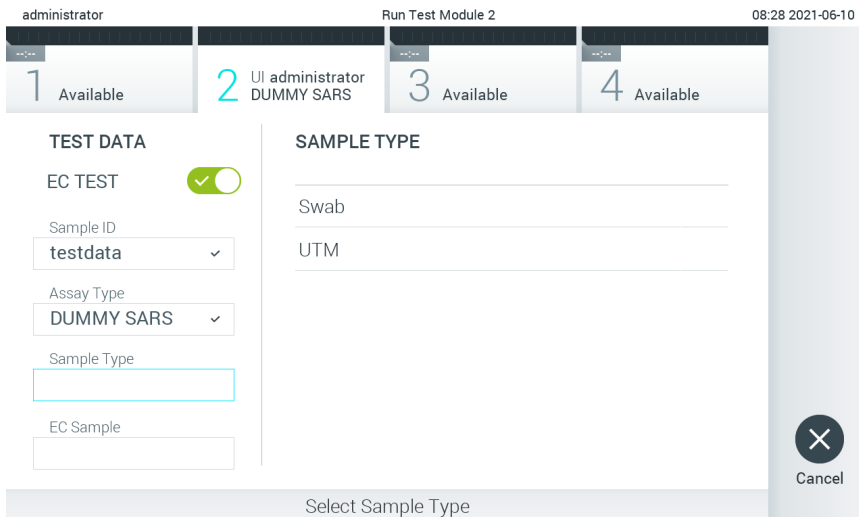 administrator
Run Test Module 2
08:28 2021-06-10
--:--
1 Available
2 UI administrator
DUMMY SARS
--:--
3 Available
--:--
4 Available
TEST DATA
EC TEST
Sample ID
testdata
Assay Type
DUMMY SARS
Sample Type
EC Sample
SAMPLE TYPE
Swab
UTM
Cancel
Select Sample Type